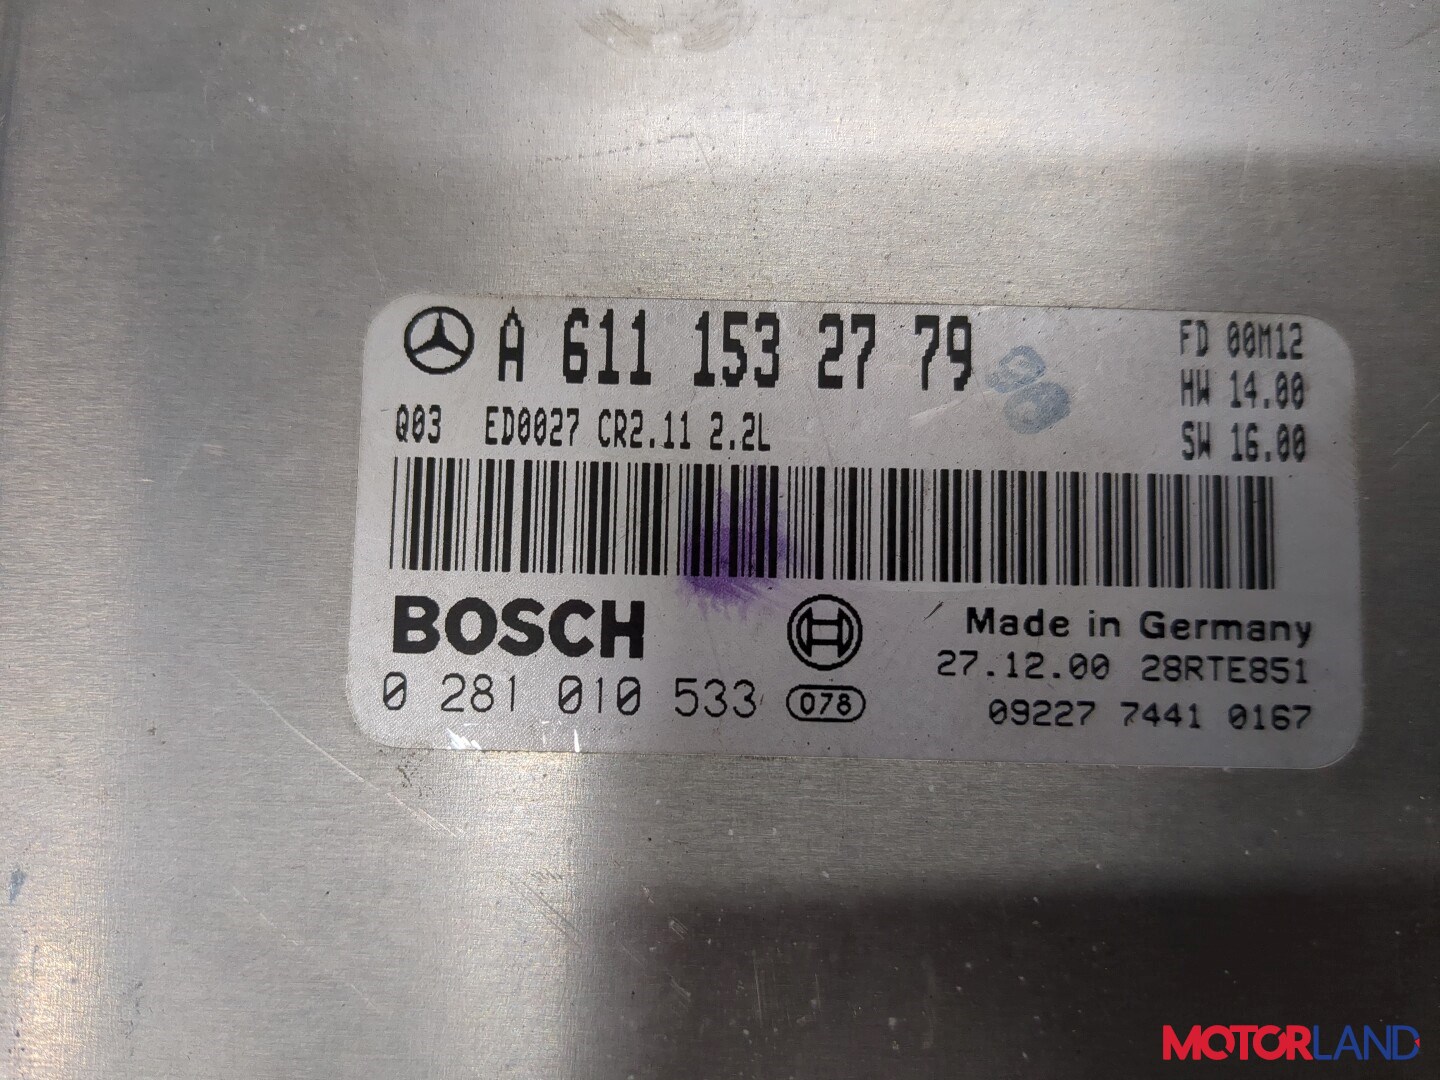 A 611 153 27 79
FD 00M12
HW 14.00
SW 16.00
Q03 ED0027 CR2.11 2.2L
BOSCH
Made in Germany
27.12.00 28RTE851
0 281 010 533 078
09227 7441 0167
MOTORLAND